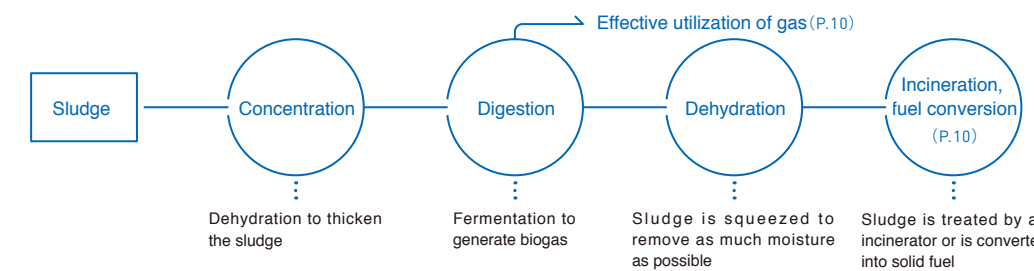 Effective utilization of gas(P.10)
Sludge
Concentration
Digestion
Dehydration
Incineration,
fuel conversion
(P.10)
Dehydration to thicken
the sludge
Fermentation to
generate biogas
Sludge is squeezed to
remove as much moisture
as possible
Sludge is treated by a
incinerator or is converte
into solid fuel